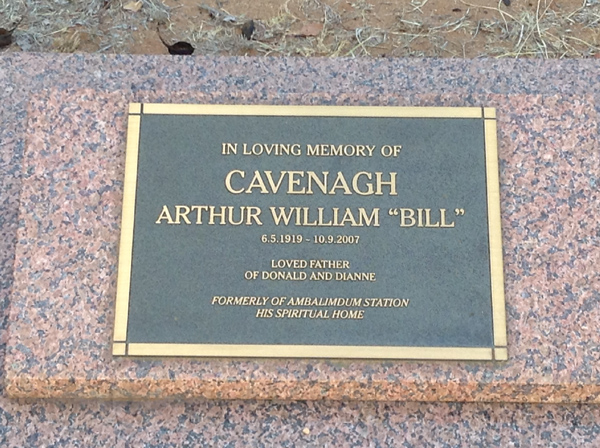 IN LOVING MEMORY OF
CAVENAGH
ARTHUR WILLIAM “BILL”
6.5.1919 - 10.9.2007
LOVED FATHER
OF DONALD AND DIANNE
FORMERLY OF AMBALIMDUM STATION
HIS SPIRITUAL HOME